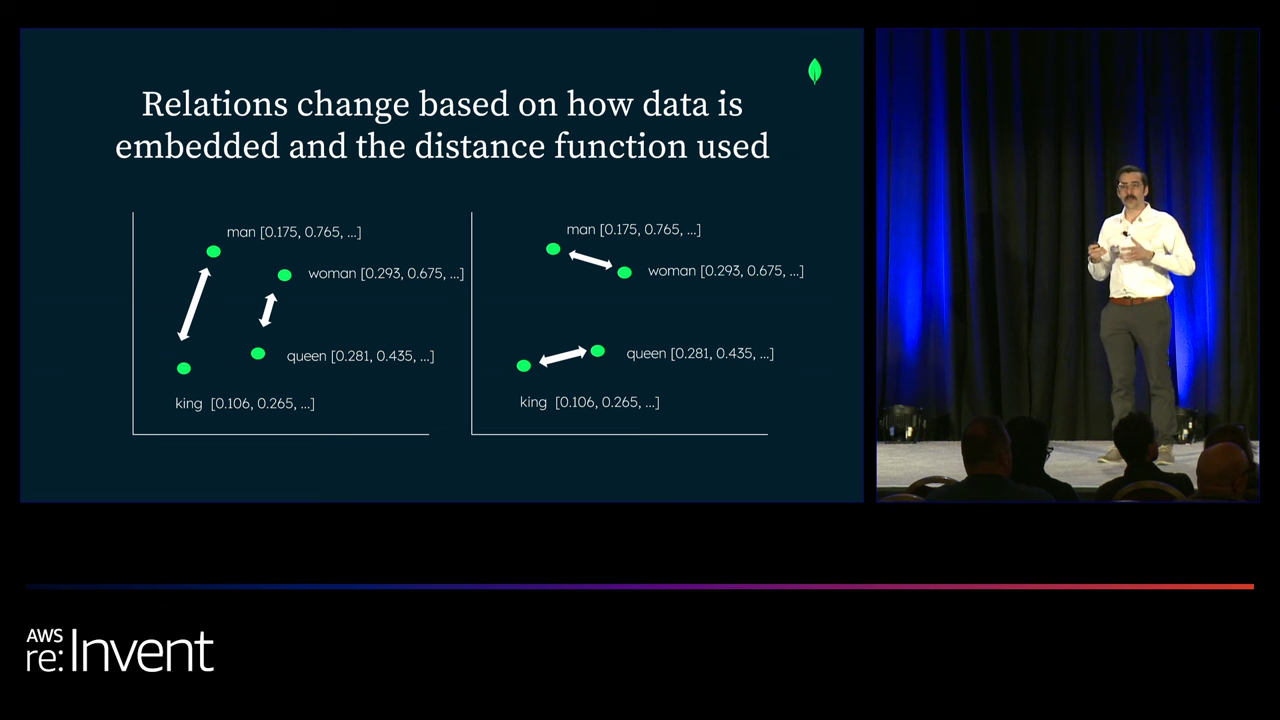 Relations change based on how data is
embedded and the distance function used
man [0.175, 0.765, ...]
woman [0.293, 0.675, ...]
queen [0.281, 0.435, ...]
king [0.106, 0.265, ...]
man [0.175, 0.765, ...]
woman [0.293, 0.675, ...]
queen [0.281, 0.435, ...]
king [0.106, 0.265, ...]
AWS
re:Invent